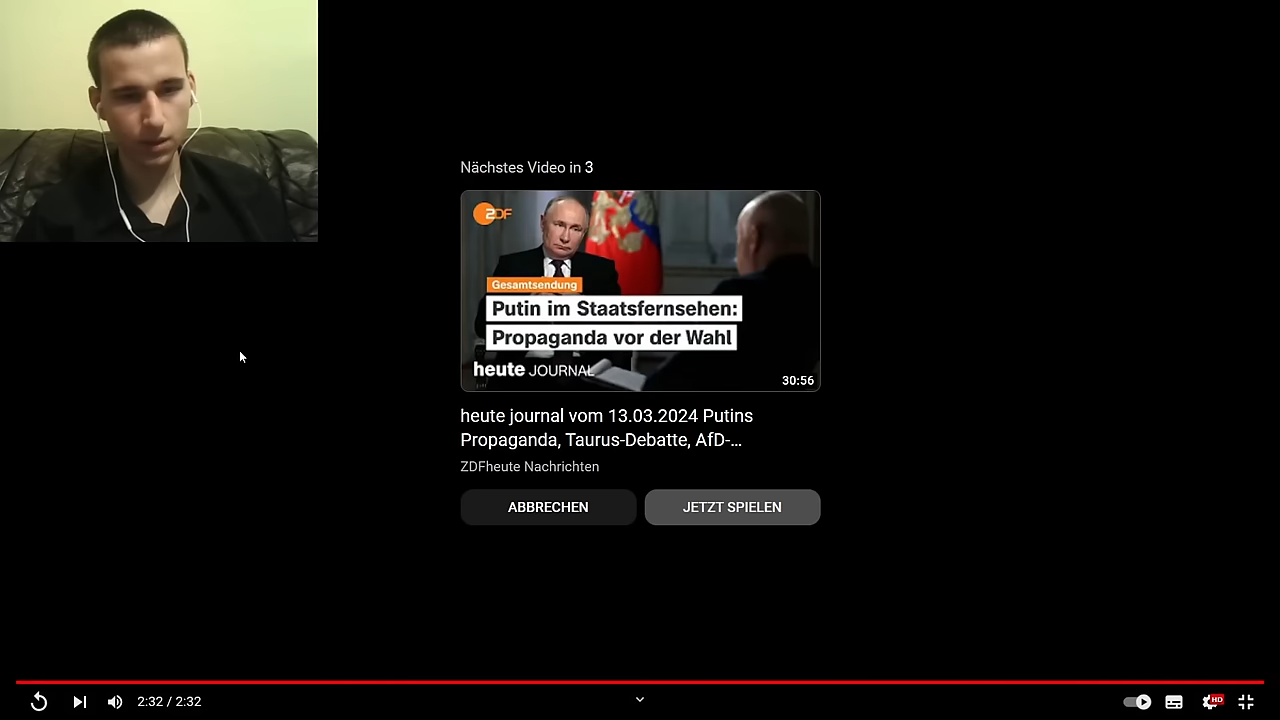 Nächstes Video in 3
ZDF
Gesamtsendung
Putin im Staatsfernsehen:
Propaganda vor der Wahl
heute JOURNAL
30:56
heute journal vom 13.03.2024 Putins
Propaganda, Taurus-Debatte, AfD-...
ZDFheute Nachrichten
ABBRECHEN
JETZT SPIELEN
2:32 / 2:32
HD